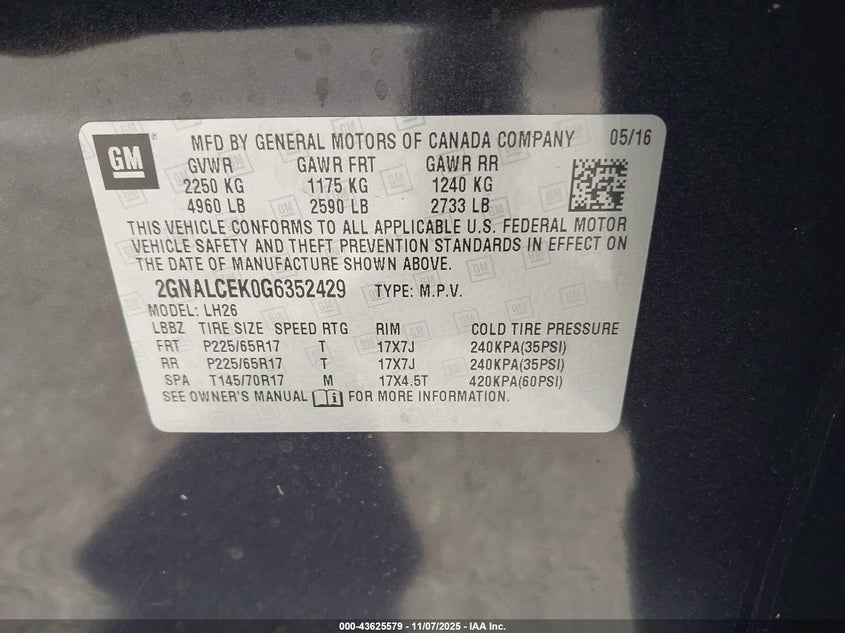 GM ® MFD BY GENERAL MOTORS OF CANADA COMPANY 05/16
GVWR GAWR FRT GAWR RR
2250 KG 1175 KG 1240 KG
4960 LB 2590 LB 2733 LB
THIS VEHICLE CONFORMS TO ALL APPLICABLE U.S. FEDERAL MOTOR
VEHICLE SAFETY AND THEFT PREVENTION STANDARDS IN EFFECT ON
THE DATE OF MANUFACTURE SHOWN ABOVE.
2GNALCEK0G6352429 TYPE: M.P.V.
MODEL: LH26
LBBZ TIRE SIZE SPEED RTG RIM COLD TIRE PRESSURE
FRT P225/65R17 T 17X7J 240KPA(35PSI)
RR P225/65R17 T 17X7J 240KPA(35PSI)
SPA T145/70R17 M 17X4.5T 420KPA(60PSI)
SEE OWNER'S MANUAL FOR MORE INFORMATION.
000-43625579 - 11/07/2025 - IAA Inc.